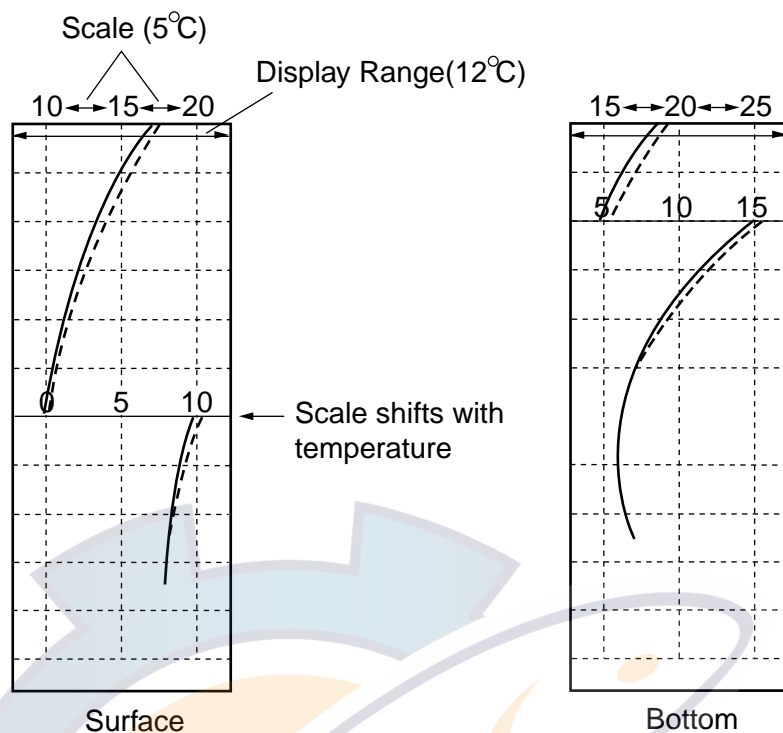 Scale (5°C)
Display Range(12°C)
10 15 20
15 20 25
5 10 15
0 5 10
Scale shifts with
temperature
Surface
Bottom